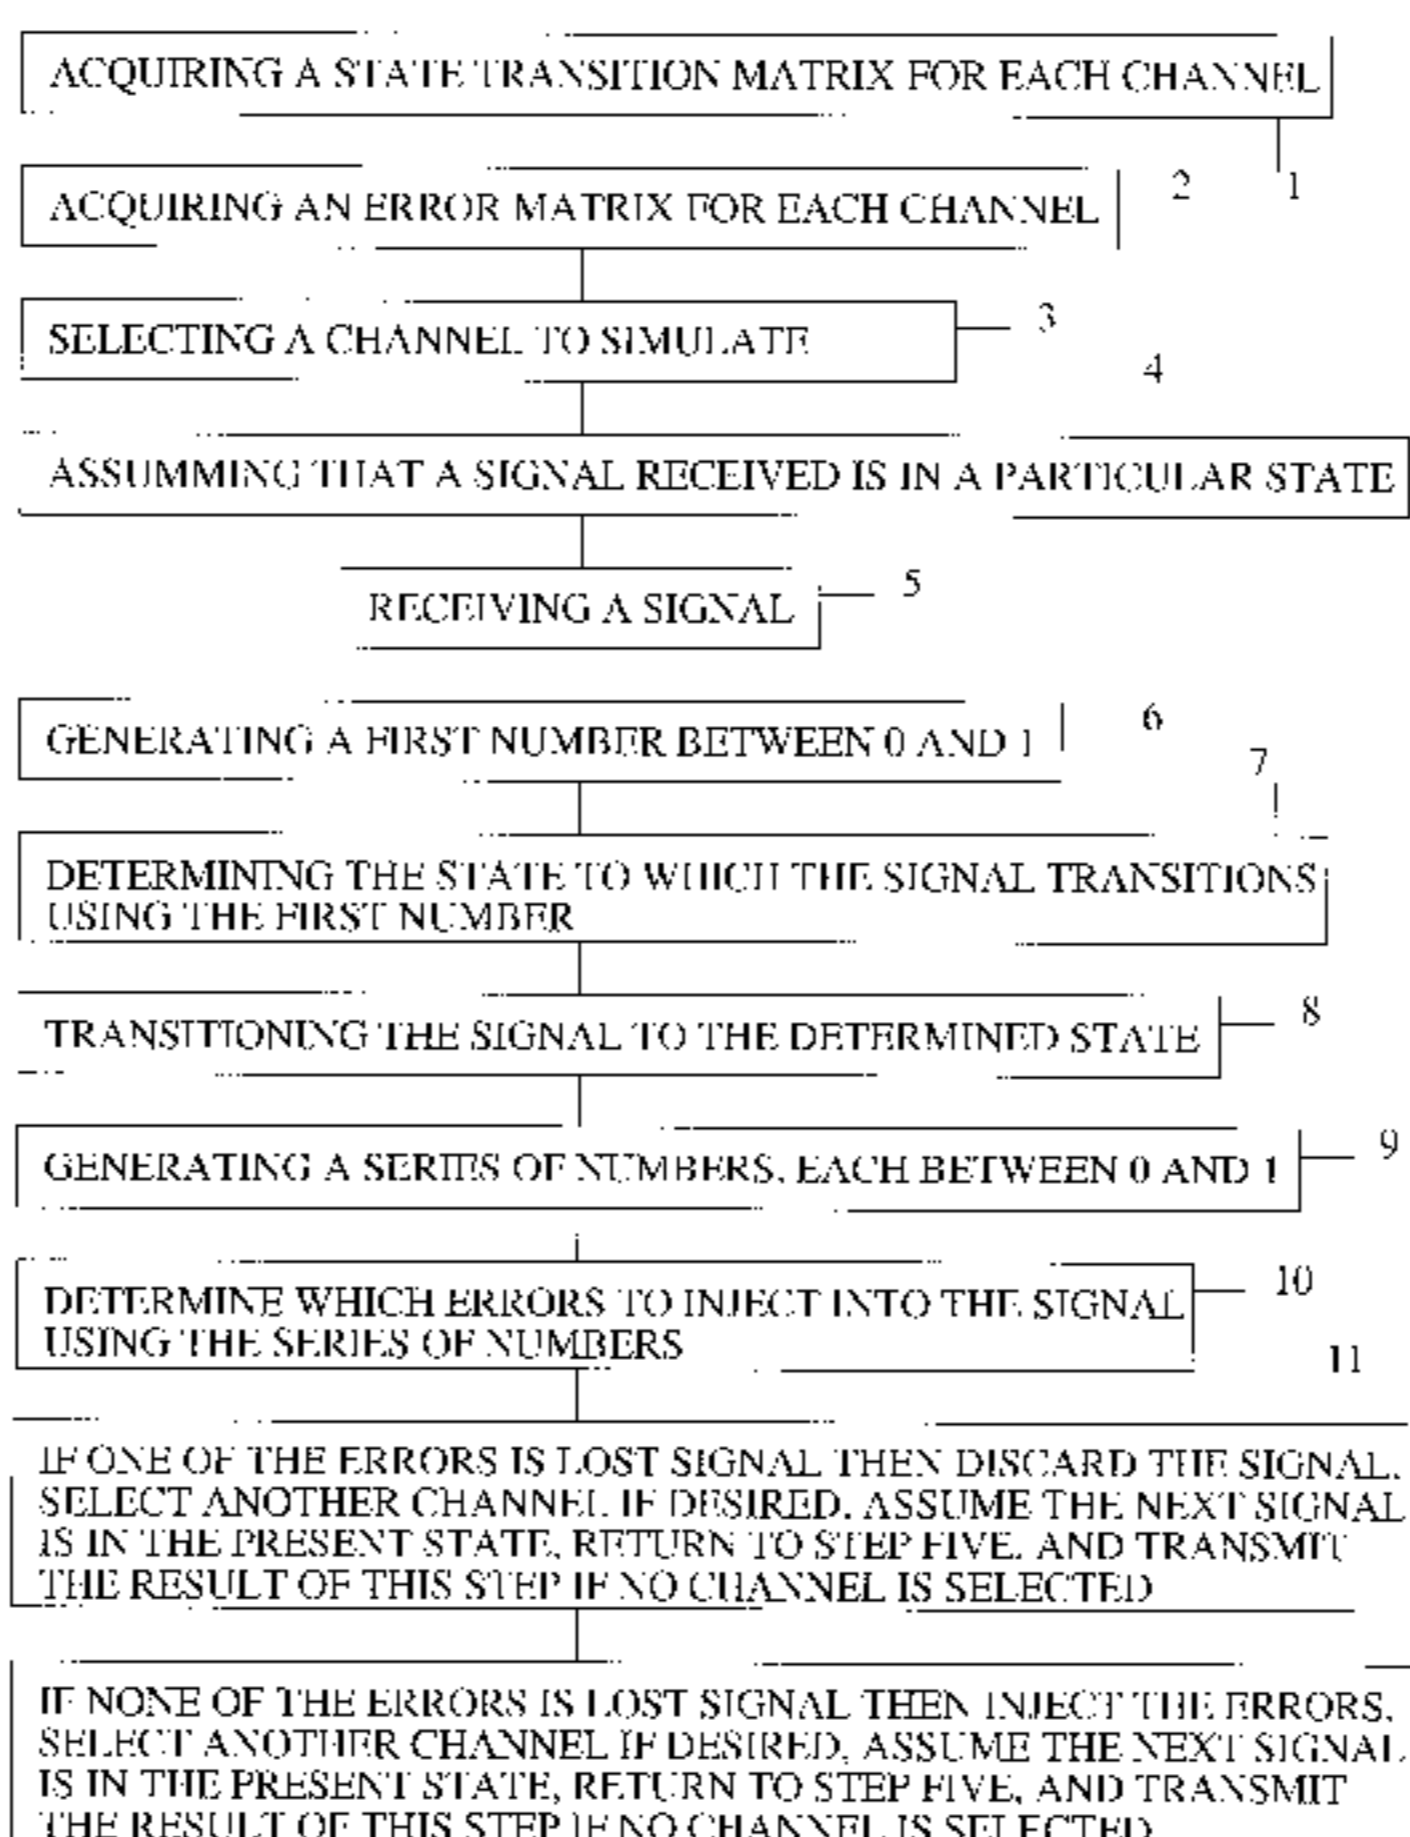 ACQUIRING A STATE TRANSITION MATRIX FOR EACH CHANNEL
1
ACQUIRING AN ERROR MATRIX FOR EACH CHANNEL
2
SELECTING A CHANNEL TO SIMULATE
3
4
ASSUMMING THAT A SIGNAL RECEIVED IS IN A PARTICULAR STATE
RECEIVING A SIGNAL
5
GENERATING A FIRST NUMBER BETWEEN 0 AND 1
6
7
DETERMINING THE STATE TO WHICH THE SIGNAL TRANSITIONS
USING THE FIRST NUMBER
TRANSITIONING THE SIGNAL TO THE DETERMINED STATE
8
GENERATING A SERIES OF NUMBERS, EACH BETWEEN 0 AND 1
9
DETERMINE WHICH ERRORS TO INJECT INTO THE SIGNAL
USING THE SERIES OF NUMBERS
10
11
IF ONE OF THE ERRORS IS LOST SIGNAL THEN DISCARD THE SIGNAL,
SELECT ANOTHER CHANNEL IF DESIRED, ASSUME THE NEXT SIGNAL
IS IN THE PRESENT STATE, RETURN TO STEP FIVE, AND TRANSMIT
THE RESULT OF THIS STEP IF NO CHANNEL IS SELECTED
IF NONE OF THE ERRORS IS LOST SIGNAL THEN INJECT THE ERRORS,
SELECT ANOTHER CHANNEL IF DESIRED, ASSUME THE NEXT SIGNAL
IS IN THE PRESENT STATE, RETURN TO STEP FIVE, AND TRANSMIT
THE RESULT OF THIS STEP IF NO CHANNEL IS SELECTED